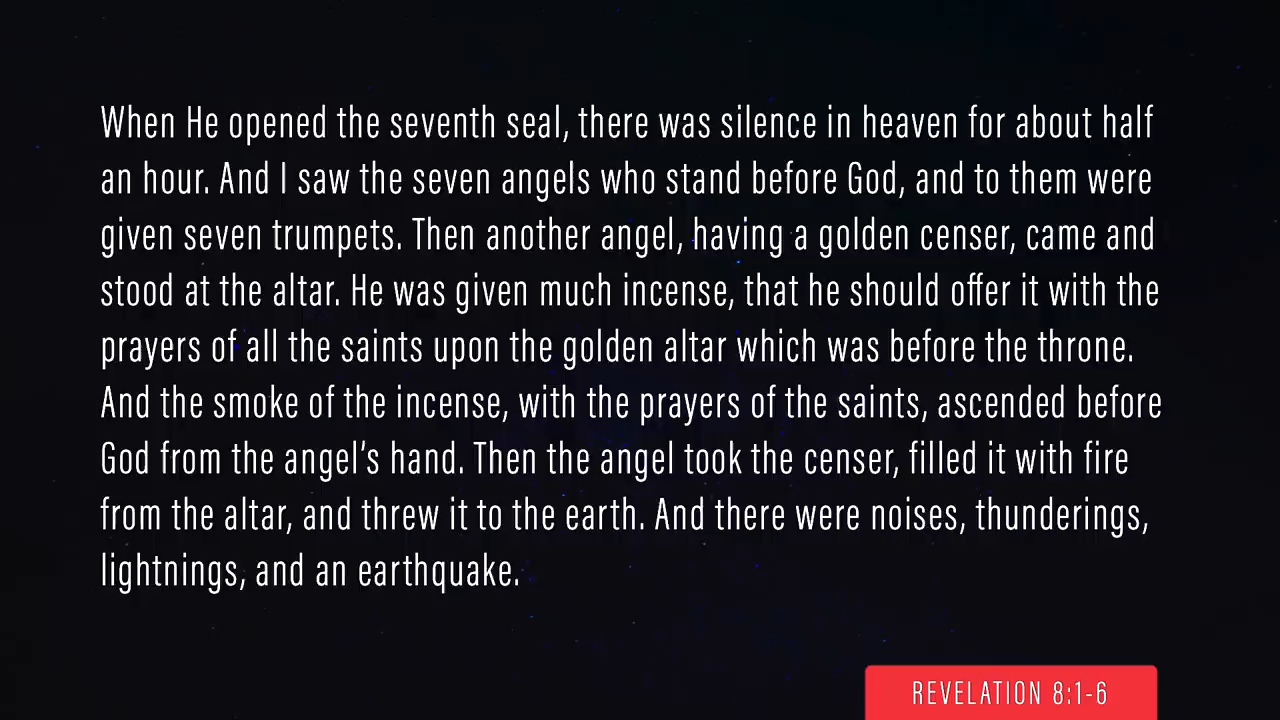 When He opened the seventh seal, there was silence in heaven for about half
an hour. And I saw the seven angels who stand before God, and to them were
given seven trumpets. Then another angel, having a golden censer, came and
stood at the altar. He was given much incense, that he should offer it with the
prayers of all the saints upon the golden altar which was before the throne.
And the smoke of the incense, with the prayers of the saints, ascended before
God from the angel's hand. Then the angel took the censer, filled it with fire
from the altar, and threw it to the earth. And there were noises, thunderings,
lightnings, and an earthquake.
REVELATION 8:1-6